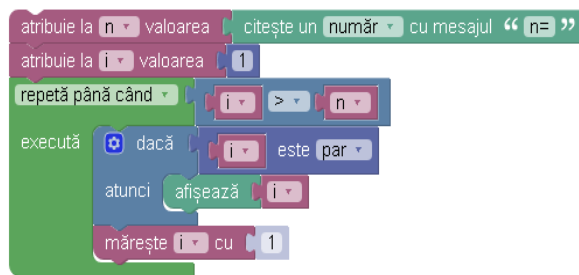 atribuie la n valoarea citește un număr cu mesajul “ n= ”
atribuie la i valoarea 1
repetă până când i > n
execută dacă i este par
atunci afișează i
mărește i cu 1